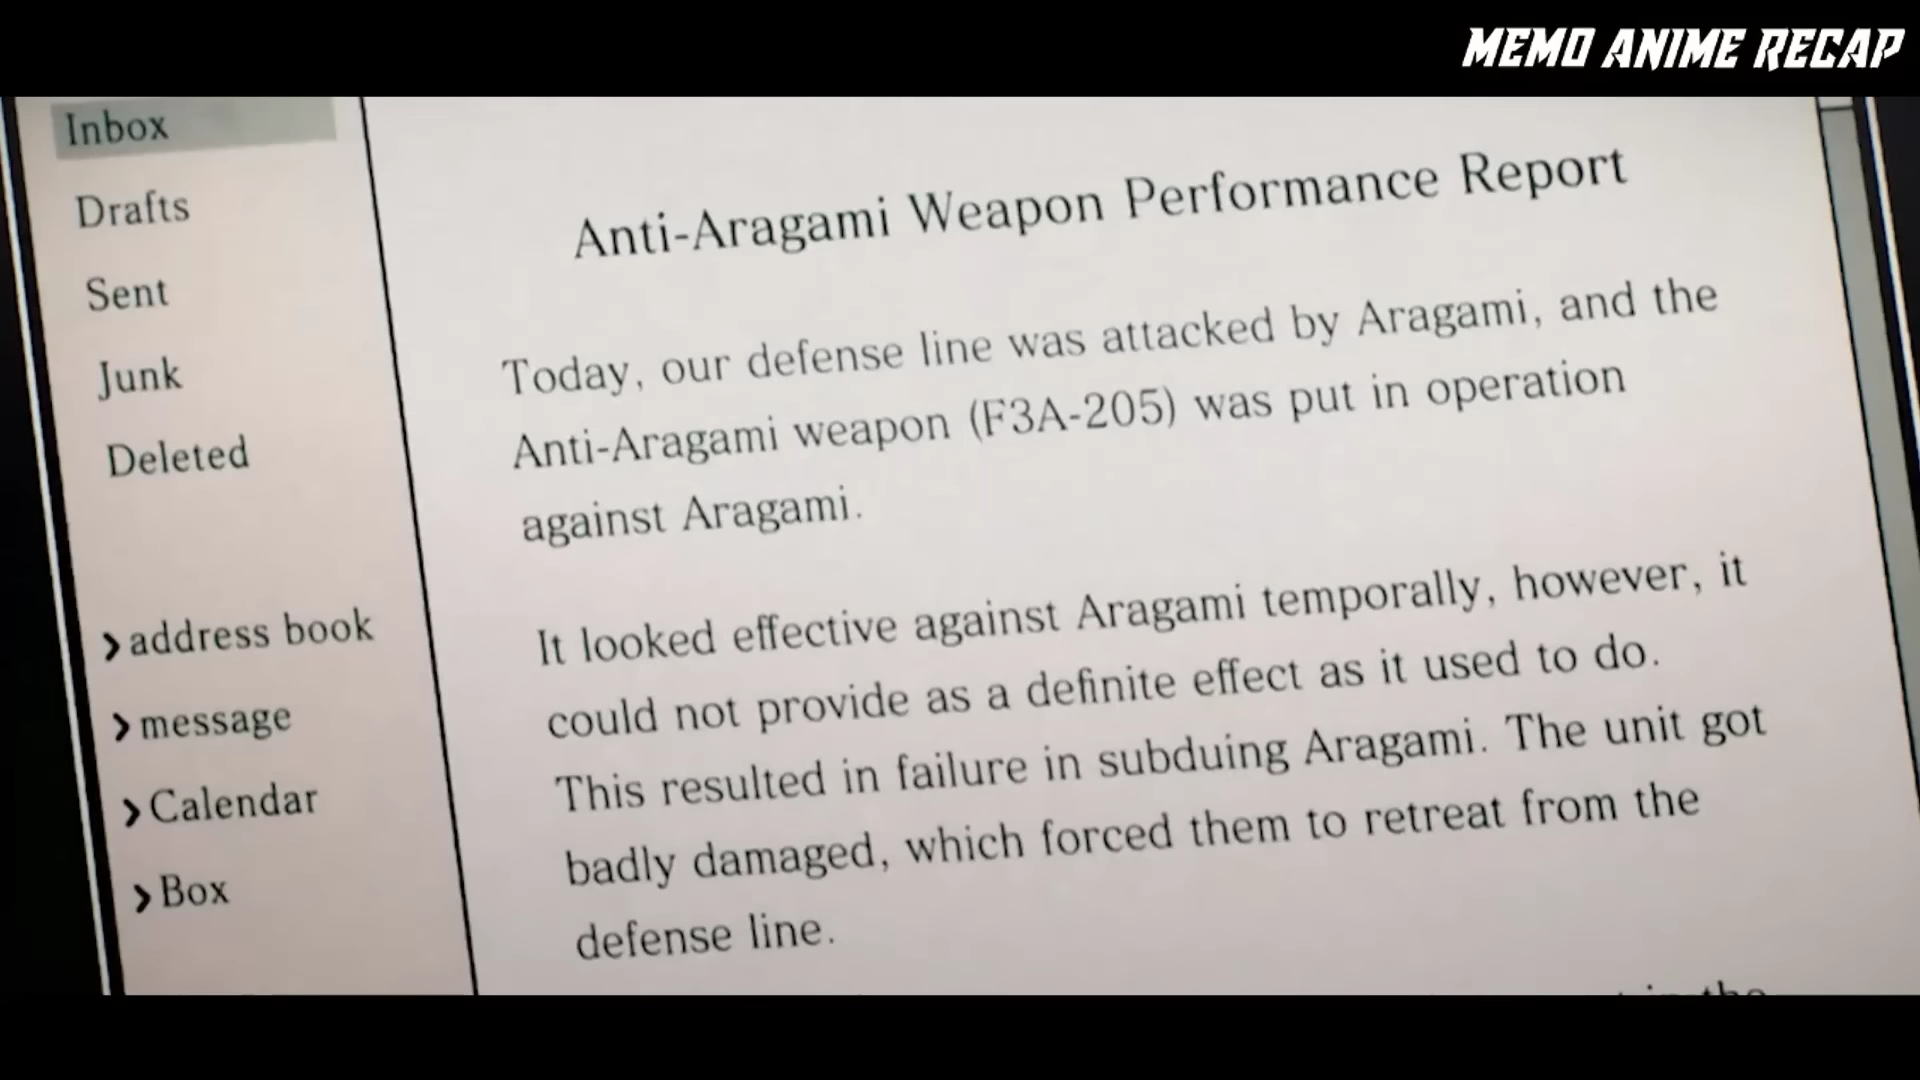 MEMO ANIME RECAP
Inbox
Drafts
Sent
Junk
Deleted
❯address book
❯message
❯Calendar
❯Box
Anti-Aragami Weapon Performance Report
Today, our defense line was attacked by Aragami, and the
Anti-Aragami weapon (F3A-205) was put in operation
against Aragami.
It looked effective against Aragami temporally, however, it
could not provide as a definite effect as it used to do.
This resulted in failure in subduing Aragami. The unit got
badly damaged, which forced them to retreat from the
defense line.